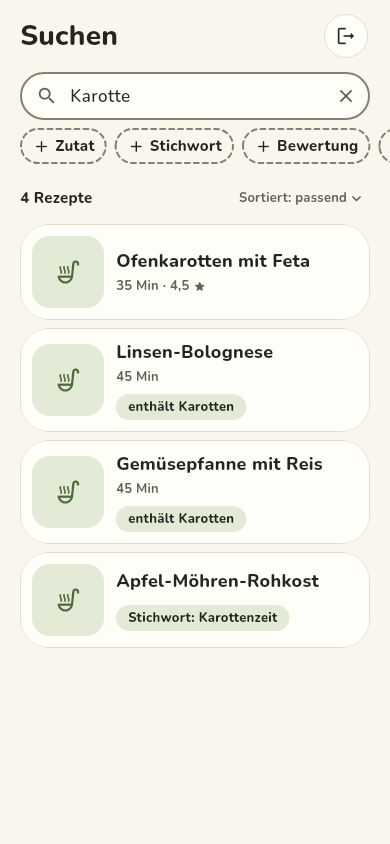 Suchen
Karotte
+ Zutat
+ Stichwort
+ Bewertung
4 Rezepte
Sortiert: passend
Ofenkarotten mit Feta
35 Min · 4,5 ★
Linsen-Bolognese
45 Min
enthält Karotten
Gemüsepfanne mit Reis
45 Min
enthält Karotten
Apfel-Möhren-Rohkost
Stichwort: Karottenzeit